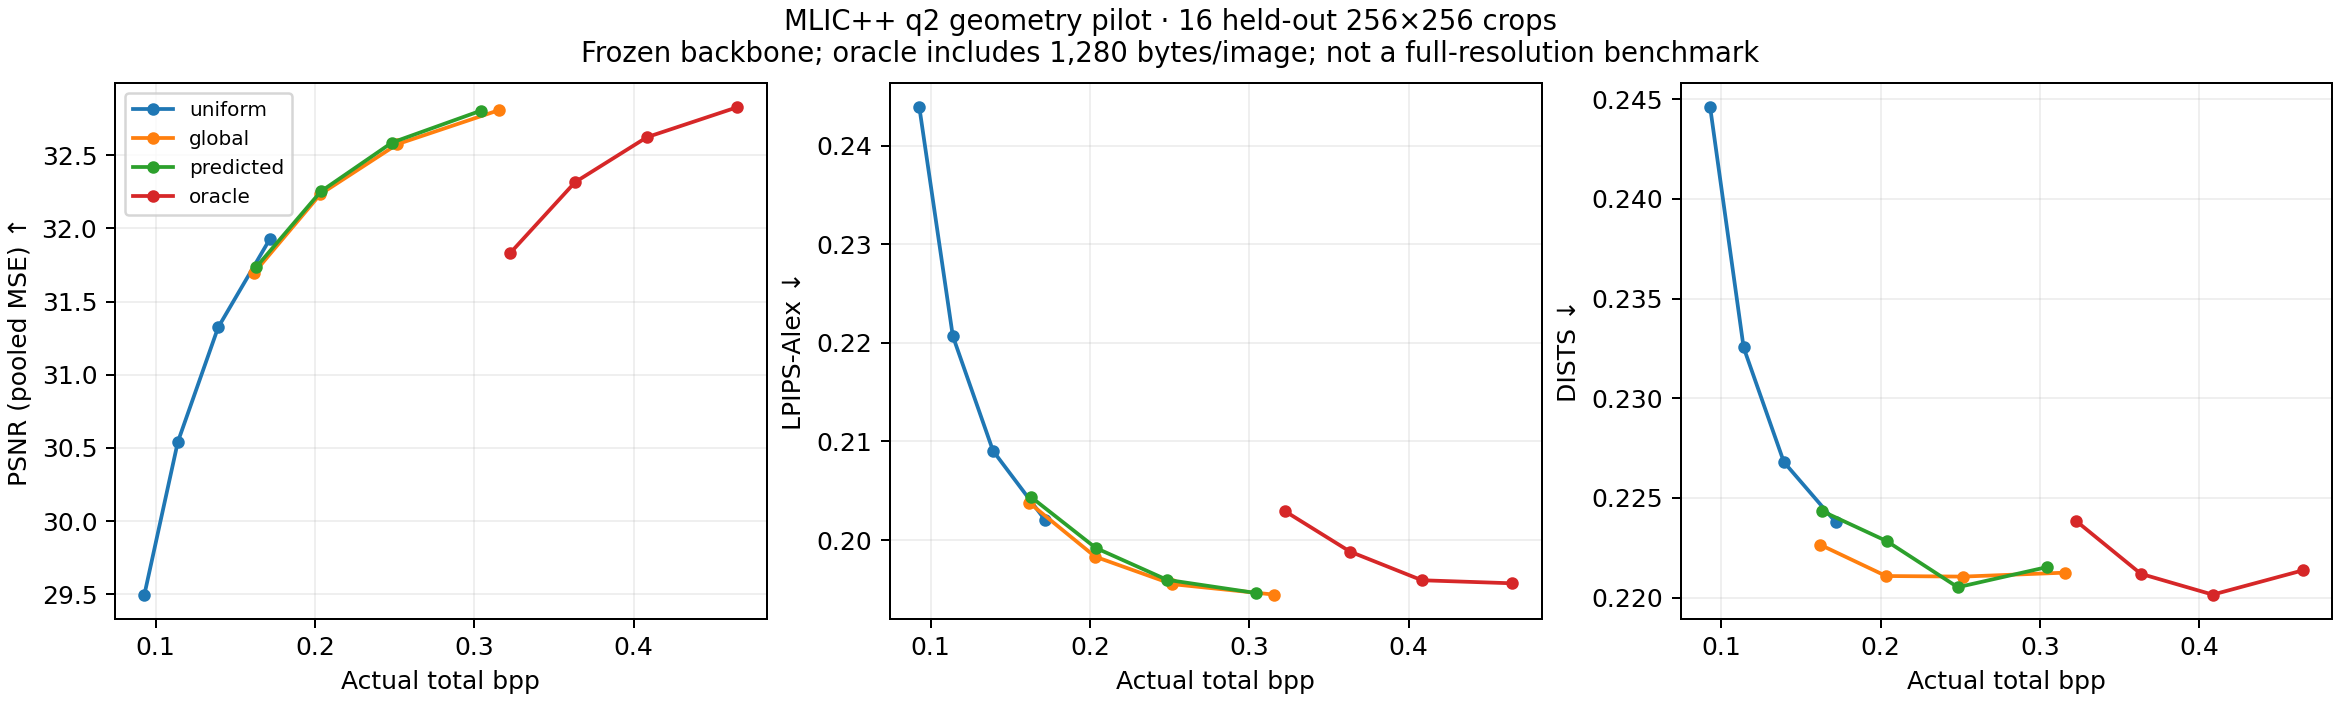 MLIC++ q2 geometry pilot · 16 held-out 256×256 crops
Frozen backbone; oracle includes 1,280 bytes/image; not a full-resolution benchmark
PSNR (pooled MSE) ↑
32.5
32.0
31.5
31.0
30.5
30.0
29.5
uniform
global
predicted
oracle
0.1
0.2
0.3
0.4
Actual total bpp
LPIPS-Alex ↓
0.24
0.23
0.22
0.21
0.20
0.1
0.2
0.3
0.4
Actual total bpp
DISTS ↓
0.245
0.240
0.235
0.230
0.225
0.220
0.1
0.2
0.3
0.4
Actual total bpp